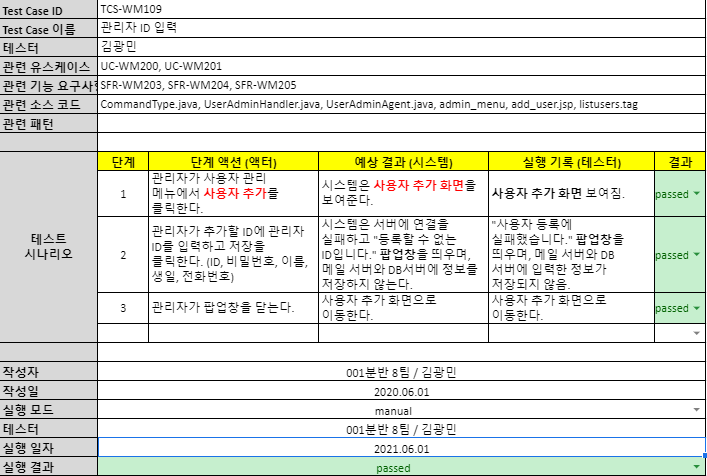 Test Case ID TCS-WM109
Test Case 이름 관리자 ID 입력
테스터 김광민
관련 유스케이스 UC-WM200, UC-WM201
관련 기능 요구사항 SFR-WM203, SFR-WM204, SFR-WM205
관련 소스 코드 CommandType.java, UserAdminHandler.java, UserAdminAgent.java, admin_menu, add_user.jsp, listusers.tag
관련 패턴
테스트
시나리오
단계 단계 액션 (액터) 예상 결과 (시스템) 실행 기록 (테스터) 결과
1
관리자가 사용자 관리
메뉴에서 사용자 추가를
클릭한다.
시스템은 사용자 추가 화면을
보여준다.
사용자 추가 화면 보여짐.
passed
2
관리자가 추가할 ID에 관리자
ID를 입력하고 저장을
클릭한다. (ID, 비밀번호, 이름,
생일, 전화번호)
시스템은 서버에 연결을
실패하고 "등록할 수 없는
ID입니다." 팝업창을 띄우며,
메일 서버와 DB서버에 정보를
저장하지 않는다.
"사용자 등록에
실패했습니다." 팝업창을
띄우며, 메일 서버와 DB
서버에 입력한 정보가
저장되지 않음.
passed
3
관리자가 팝업창을 닫는다.
사용자 추가 화면으로
이동한다.
사용자 추가 화면으로
이동한다.
passed
작성자 001분반 8팀 / 김광민
작성일 2020.06.01
실행 모드 manual
테스터 001분반 8팀 / 김광민
실행 일자 2021.06.01
실행 결과 passed